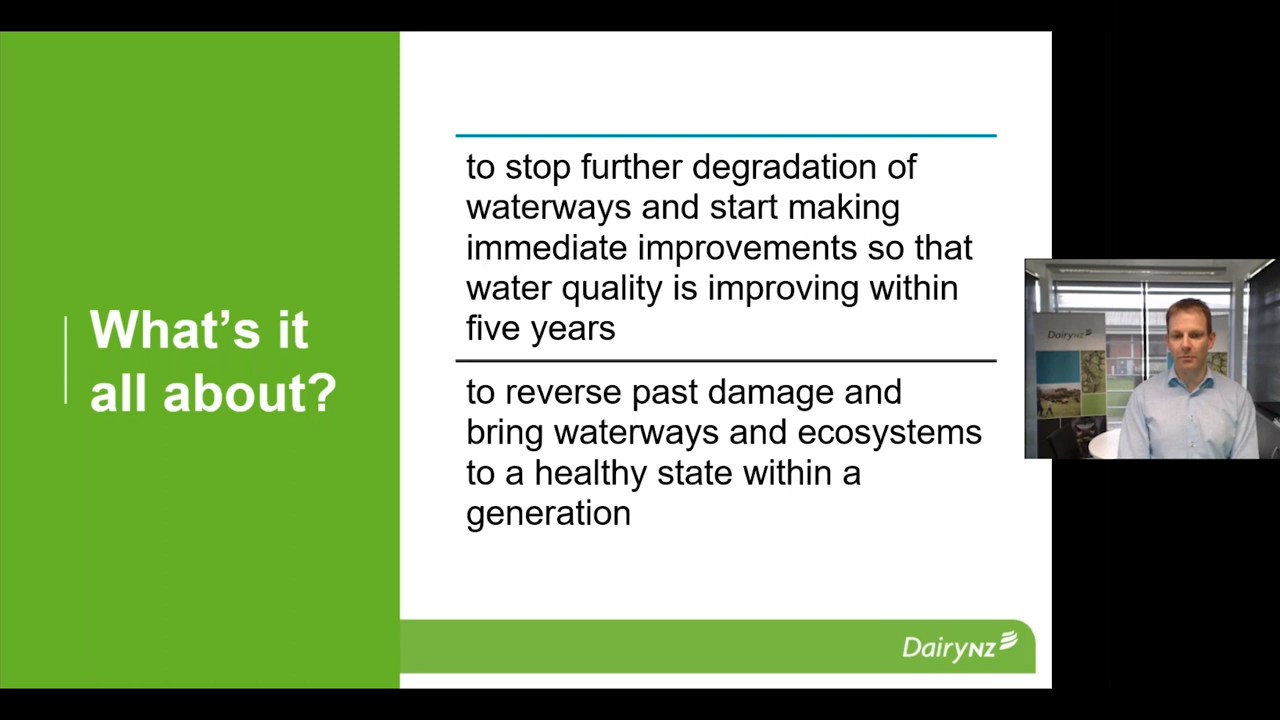 What's it
all about?
to stop further degradation of
waterways and start making
immediate improvements so that
water quality is improving within
five years
to reverse past damage and
bring waterways and ecosystems
to a healthy state within a
generation
DairyNZ
DairyNZ